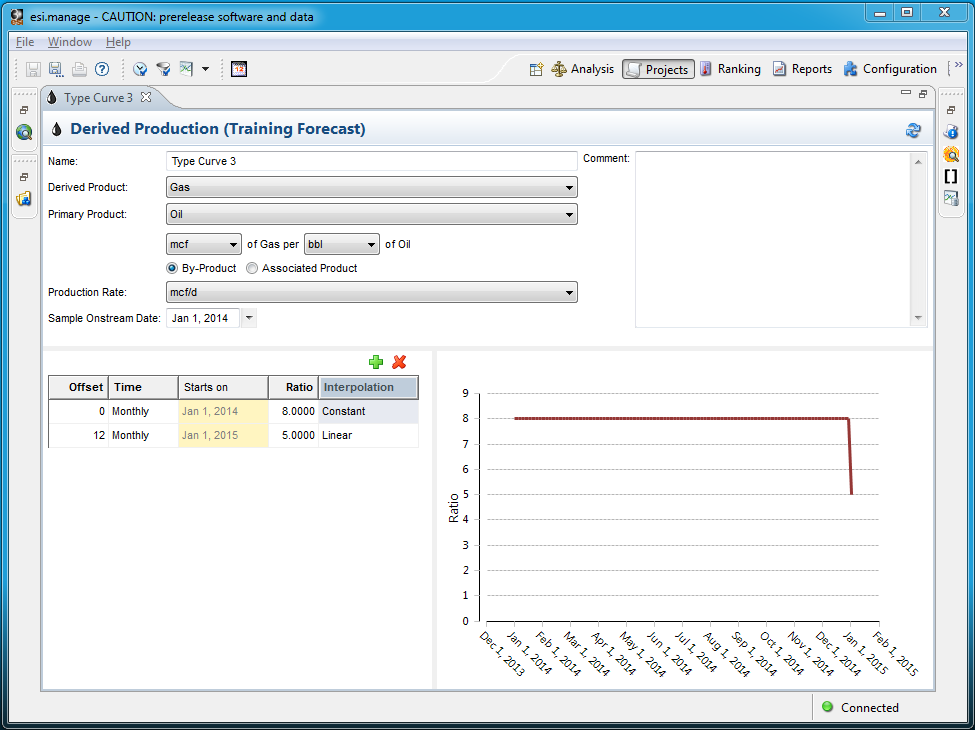 esi.manage - CAUTION: prerelease software and data
File Window Help
12 Analysis Projects Ranking Reports Configuration »
Type Curve 3
Derived Production (Training Forecast)
Name: Type Curve 3 Comment:
Derived Product: Gas
Primary Product: Oil
mcf of Gas per bbl of Oil
By-Product Associated Product
Production Rate: mcf/d
Sample Onstream Date: Jan 1, 2014
Offset Time Starts on Ratio Interpolation
0 Monthly Jan 1, 2014 8.0000 Constant
12 Monthly Jan 1, 2015 5.0000 Linear
9
8
7
6
5
4
3
2
1
0
Ratio
Dec 1, 2013
Jan 1, 2014
Feb 1, 2014
Mar 1, 2014
Apr 1, 2014
May 1, 2014
Jun 1, 2014
Jul 1, 2014
Aug 1, 2014
Sep 1, 2014
Oct 1, 2014
Nov 1, 2014
Dec 1, 2014
Jan 1, 2015
Feb 1, 2015
Connected